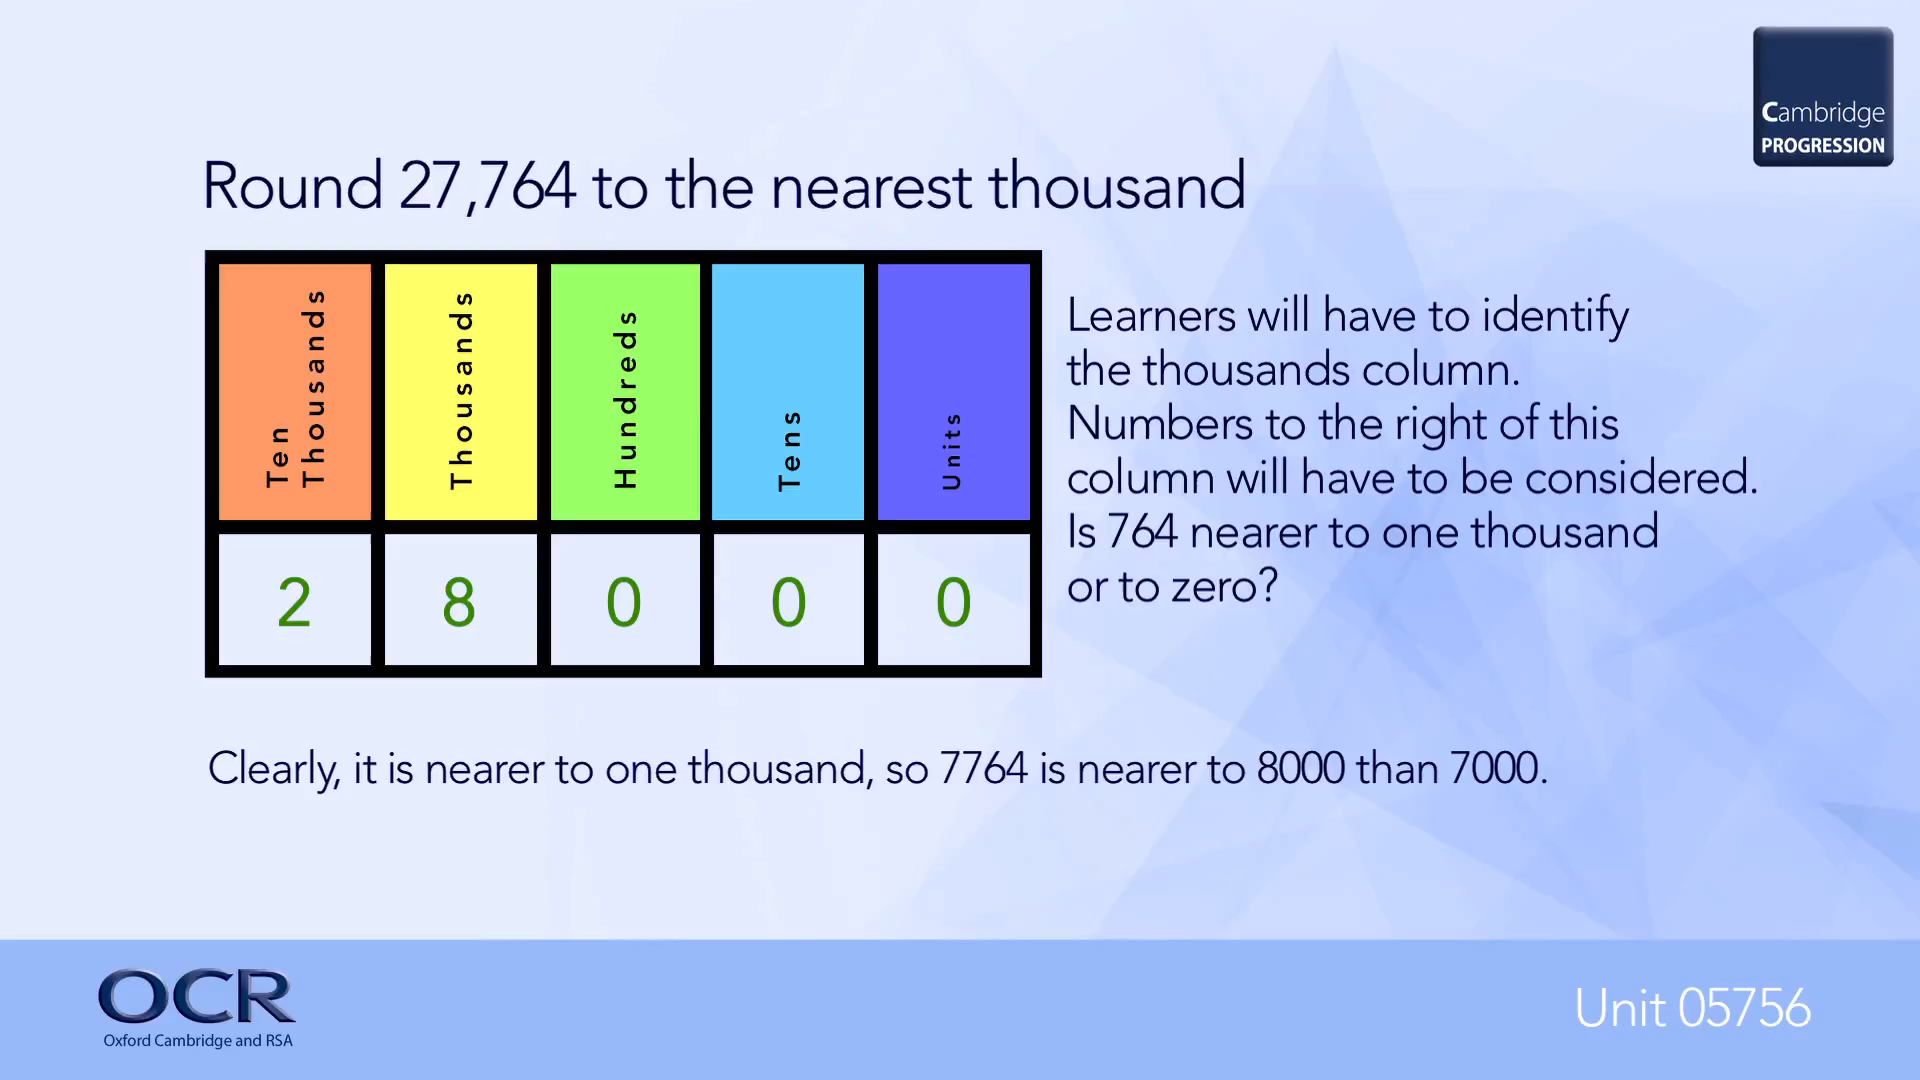 Cambridge
PROGRESSION
Round 27,764 to the nearest thousand
Ten
Thousands
Thousands
Hundreds
Tens
Units
2 8 0 0 0
Learners will have to identify
the thousands column.
Numbers to the right of this
column will have to be considered.
Is 764 nearer to one thousand
or to zero?
Clearly, it is nearer to one thousand, so 7764 is nearer to 8000 than 7000.
OCR
Oxford Cambridge and RSA
Unit 05756